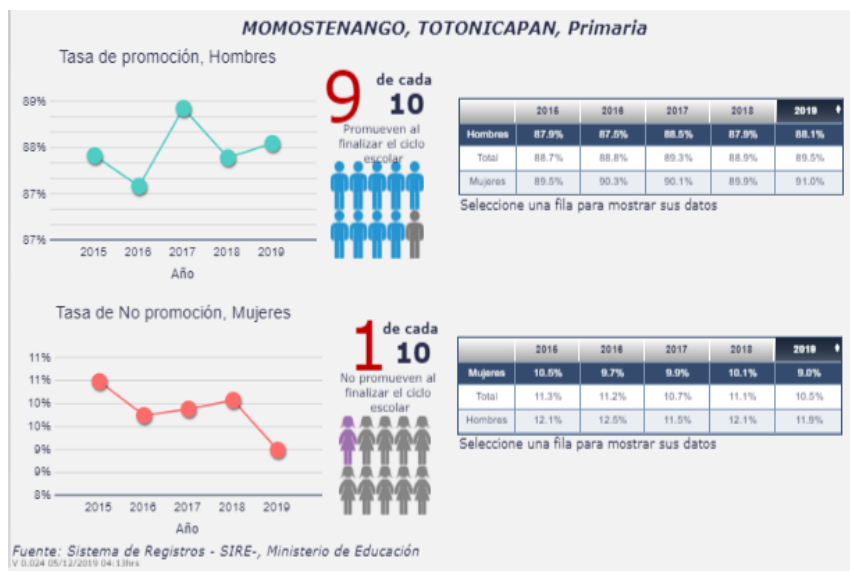 MOMOSTENANGO, TOTONICAPAN, Primaria
Tasa de promoción, Hombres
89%
88%
87%
87%
2015 2016 2017 2018 2019
Año
9 de cada 10
Promueven al
finalizar el ciclo
escolar
2015 2016 2017 2018 2019
Hombres 87.9% 87.5% 88.5% 87.9% 88.1%
Total 88.7% 88.8% 89.3% 88.9% 89.5%
Mujeres 89.5% 90.3% 90.1% 89.9% 91.0%
Seleccione una fila para mostrar sus datos
Tasa de No promoción, Mujeres
11%
11%
10%
10%
9%
9%
8%
2015 2016 2017 2018 2019
Año
1 de cada 10
No promueven al
finalizar el ciclo
escolar
2015 2016 2017 2018 2019
Mujeres 10.5% 9.7% 9.9% 10.1% 9.0%
Total 11.3% 11.2% 10.7% 11.1% 10.5%
Hombres 12.1% 12.5% 11.5% 12.1% 11.9%
Seleccione una fila para mostrar sus datos
Fuente: Sistema de Registros - SIRE-, Ministerio de Educación
V 0.024 05/12/2019 04:13hrs